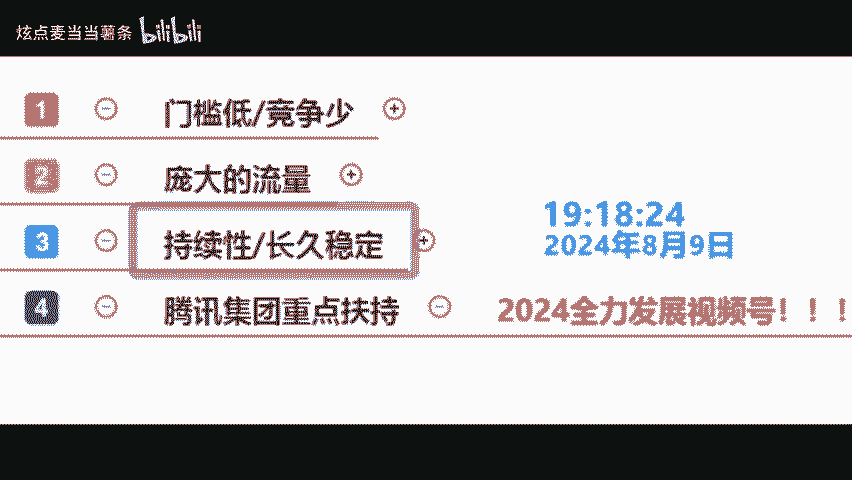 炫点麦当当薯条 bilibili
1 门槛低/竞争少
2 庞大的流量
3 持续性/长久稳定
19:18:24
2024年8月9日
4 腾讯集团重点扶持 2024全力发展视频号！！！